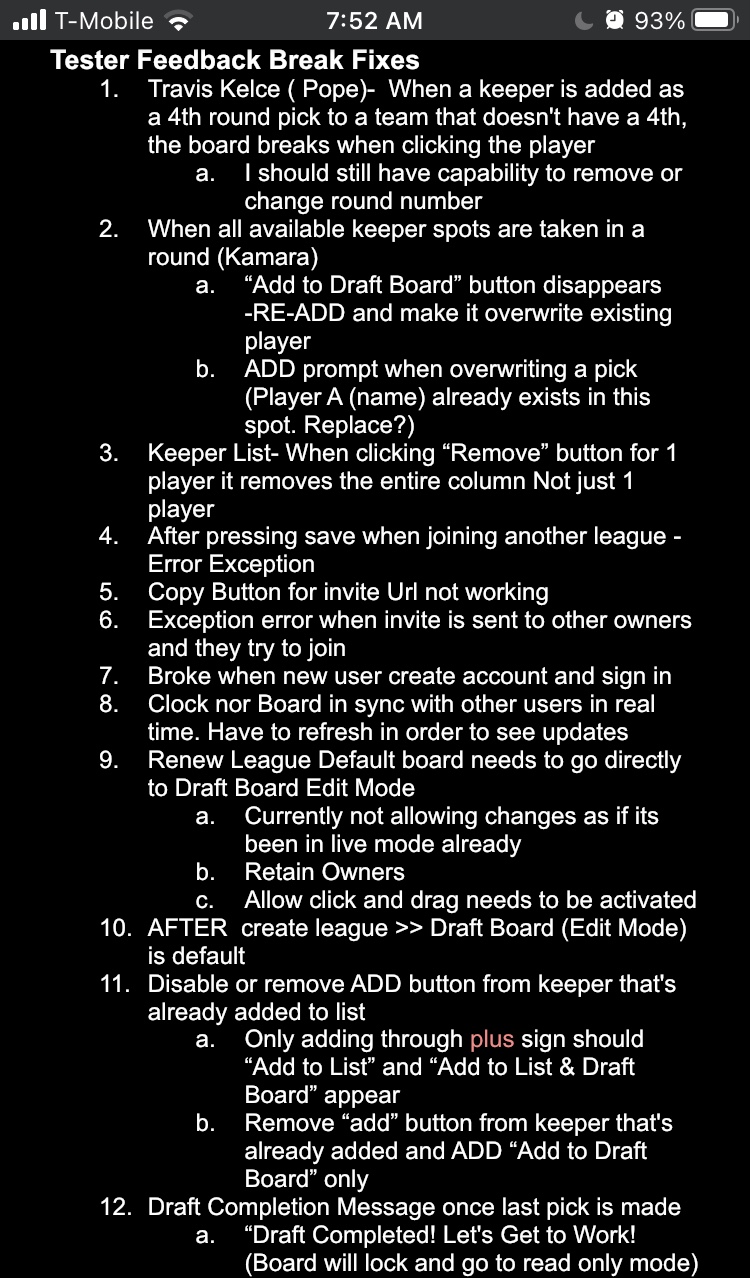 T-Mobile 7:52 AM 93%
Tester Feedback Break Fixes
1. Travis Kelce ( Pope)- When a keeper is added as
a 4th round pick to a team that doesn't have a 4th,
the board breaks when clicking the player
a. I should still have capability to remove or
change round number
2. When all available keeper spots are taken in a
round (Kamara)
a. “Add to Draft Board” button disappears
-RE-ADD and make it overwrite existing
player
b. ADD prompt when overwriting a pick
(Player A (name) already exists in this
spot. Replace?)
3. Keeper List- When clicking “Remove” button for 1
player it removes the entire column Not just 1
player
4. After pressing save when joining another league -
Error Exception
5. Copy Button for invite Url not working
6. Exception error when invite is sent to other owners
and they try to join
7. Broke when new user create account and sign in
8. Clock nor Board in sync with other users in real
time. Have to refresh in order to see updates
9. Renew League Default board needs to go directly
to Draft Board Edit Mode
a. Currently not allowing changes as if its
been in live mode already
b. Retain Owners
c. Allow click and drag needs to be activated
10. AFTER create league >> Draft Board (Edit Mode)
is default
11. Disable or remove ADD button from keeper that's
already added to list
a. Only adding through plus sign should
“Add to List” and “Add to List & Draft
Board” appear
b. Remove “add” button from keeper that's
already added and ADD “Add to Draft
Board” only
12. Draft Completion Message once last pick is made
a. “Draft Completed! Let's Get to Work!
(Board will lock and go to read only mode)